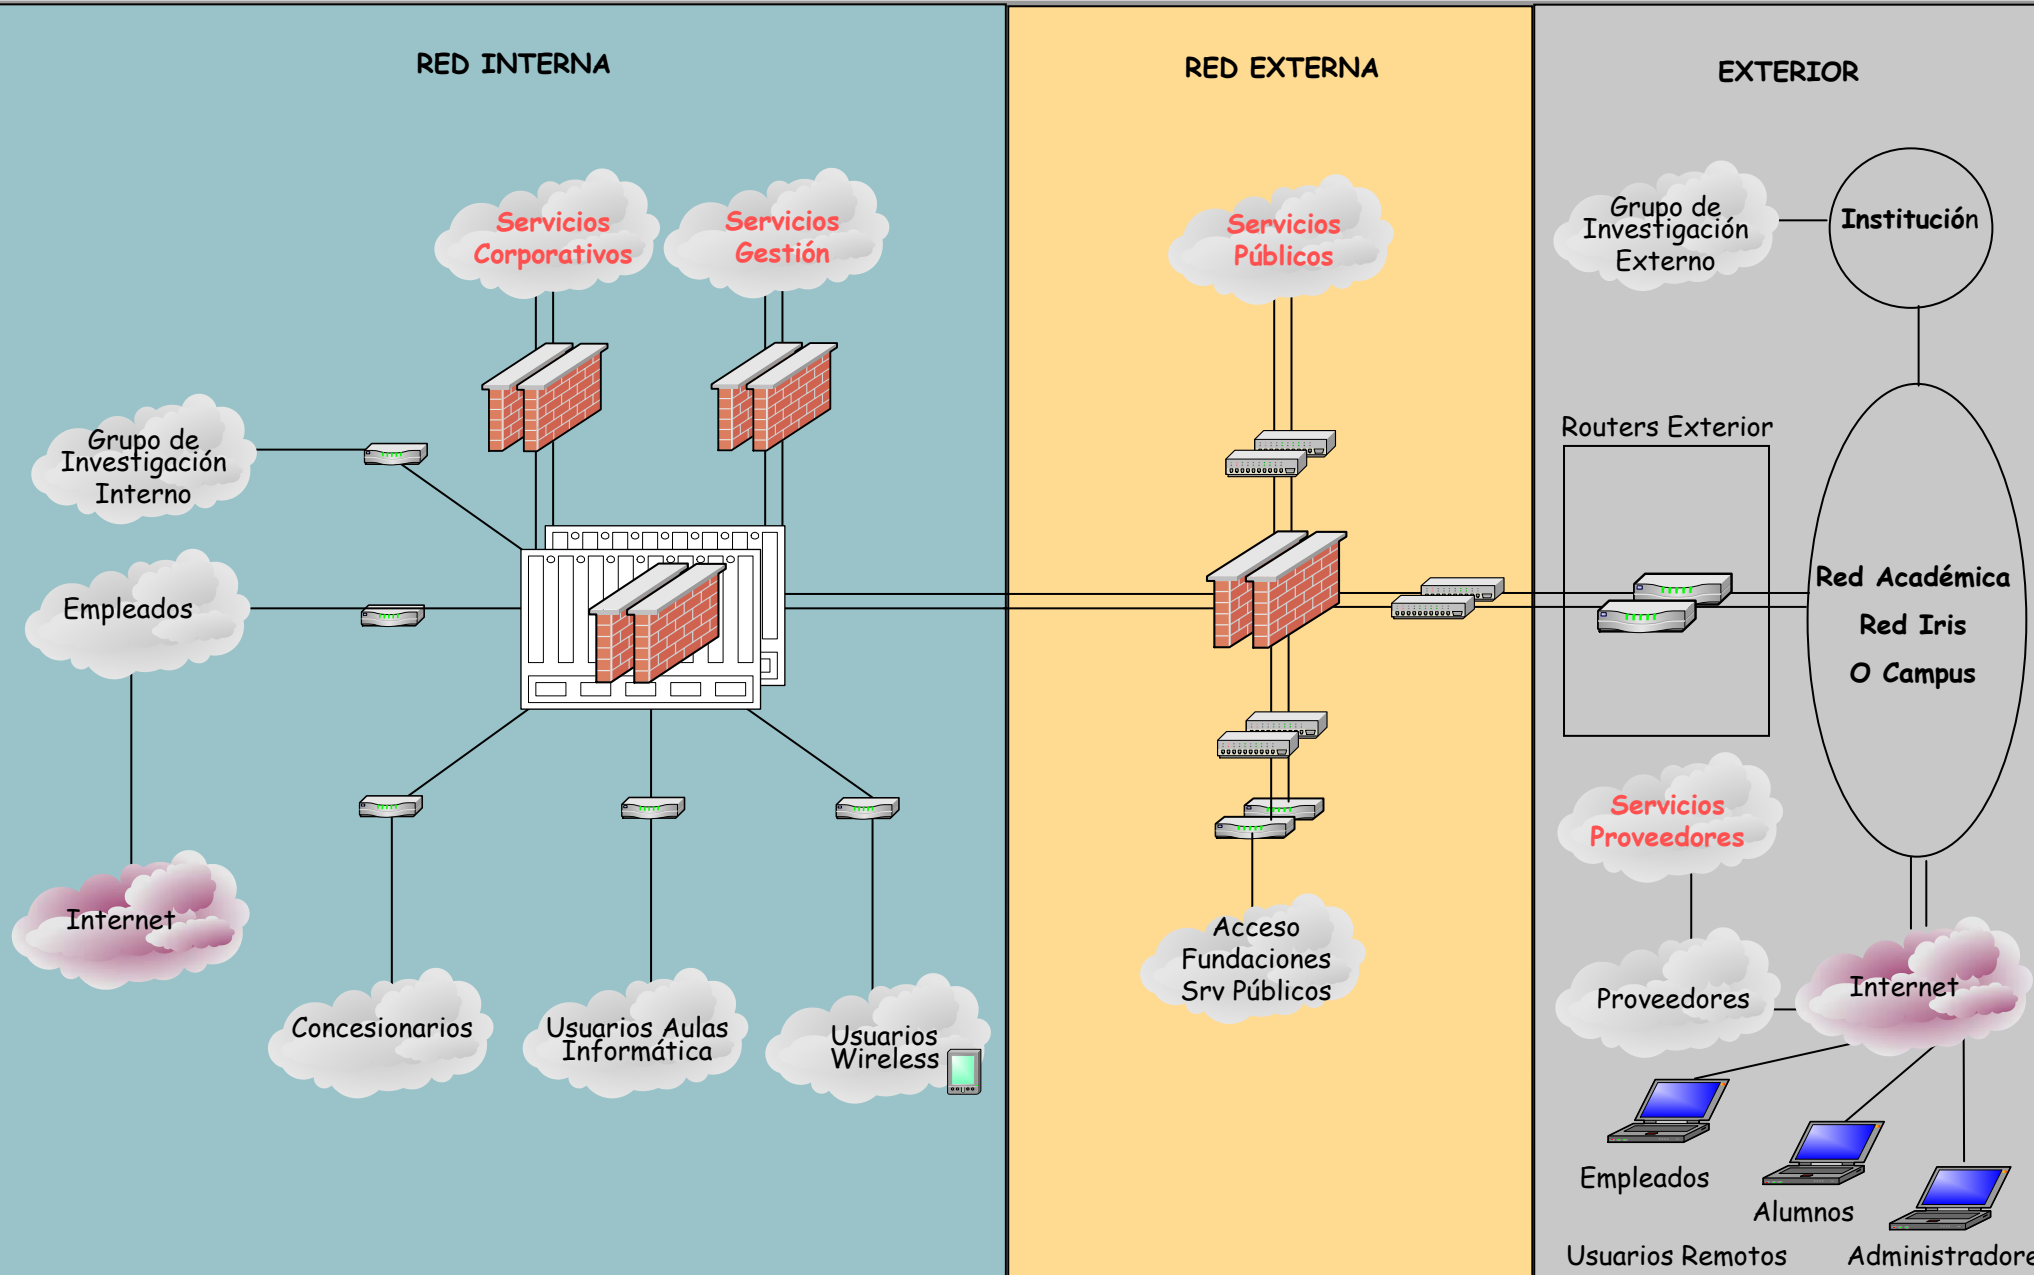 RED INTERNA
RED EXTERNA
EXTERIOR
Servicios
Corporativos
Servicios
Gestión
Servicios
Públicos
Grupo de
Investigación
Externo
Institución
Grupo de
Investigación
Interno
Routers Exterior
Empleados
Red Académica
Red Iris
O Campus
Servicios
Proveedores
Internet
Acceso
Fundaciones
Srv Públicos
Proveedores
Internet
Concesionarios
Usuarios Aulas
Informática
Usuarios
Wireless
Empleados
Alumnos
Usuarios Remotos
Administradore